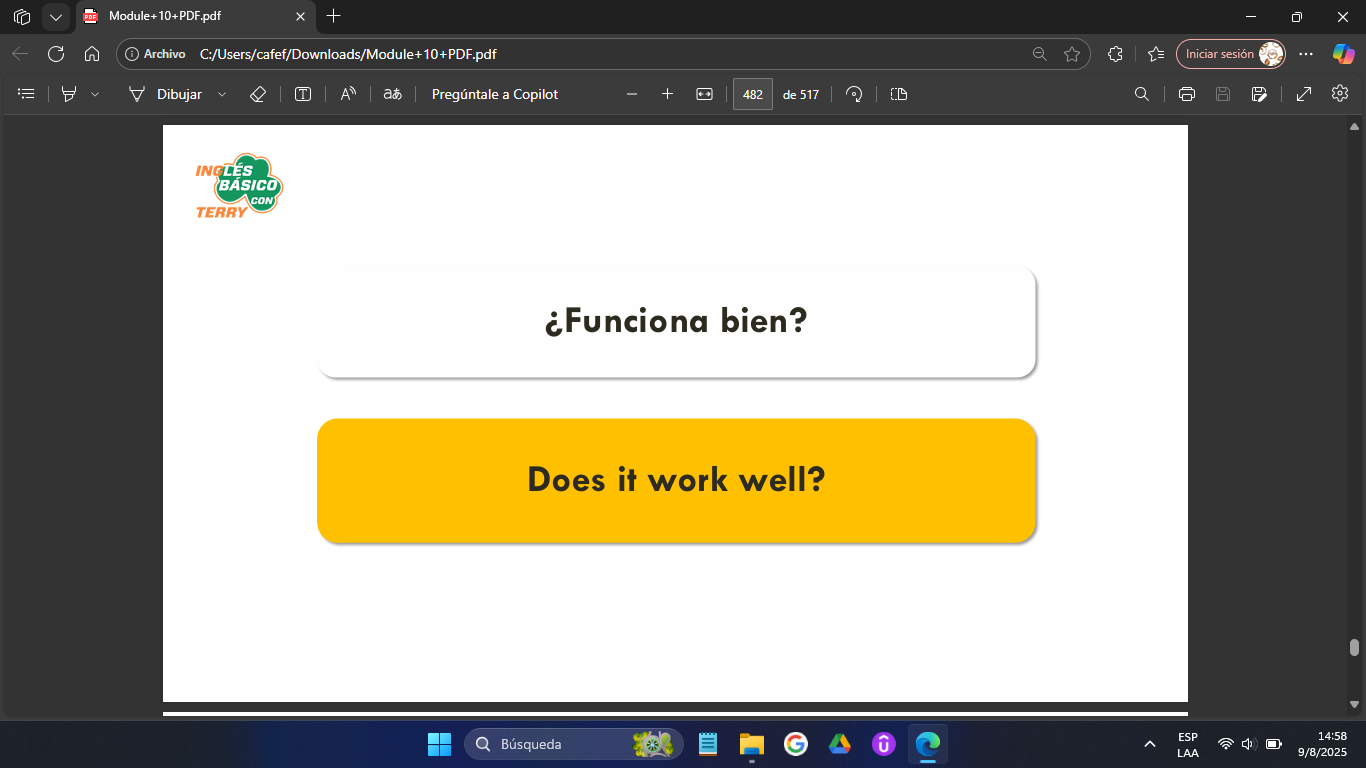 Module+10+PDF.pdf
Archivo C:/Users/cafef/Downloads/Module+10+PDF.pdf Iniciar sesión
Dibujar Pregúntale a Copilot 482 de 517
INGLÉS
BÁSICO
CON
TERRY
¿Funciona bien?
Does it work well?
Búsqueda
ESP
LAA
14:58
9/8/2025